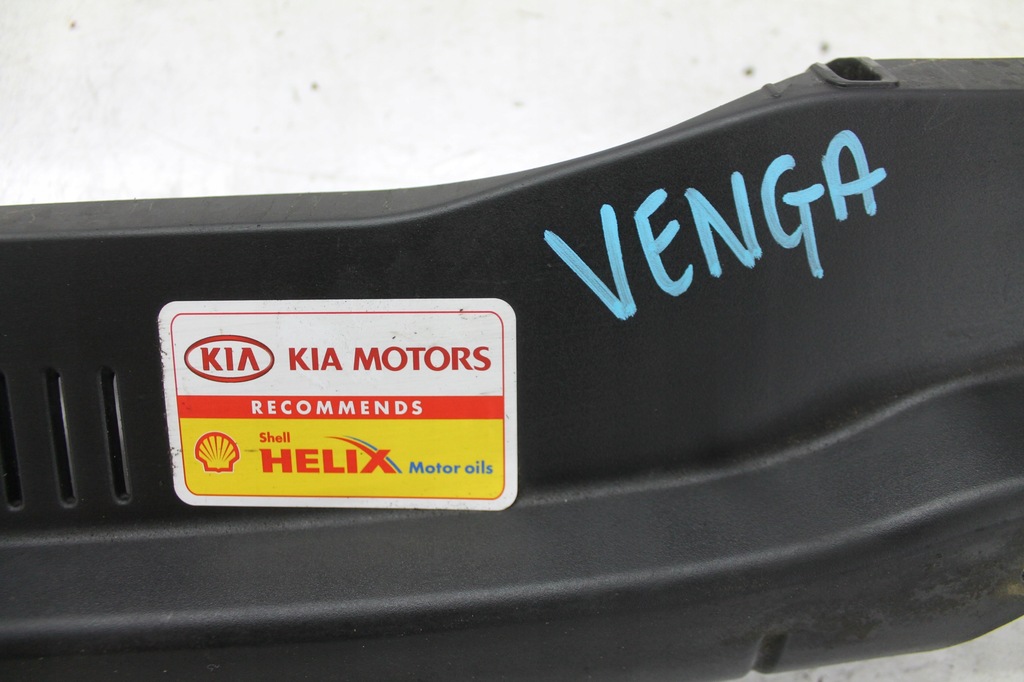 VENGA
KIA KIA MOTORS
RECOMMENDS
Shell
HELIX Motor oils